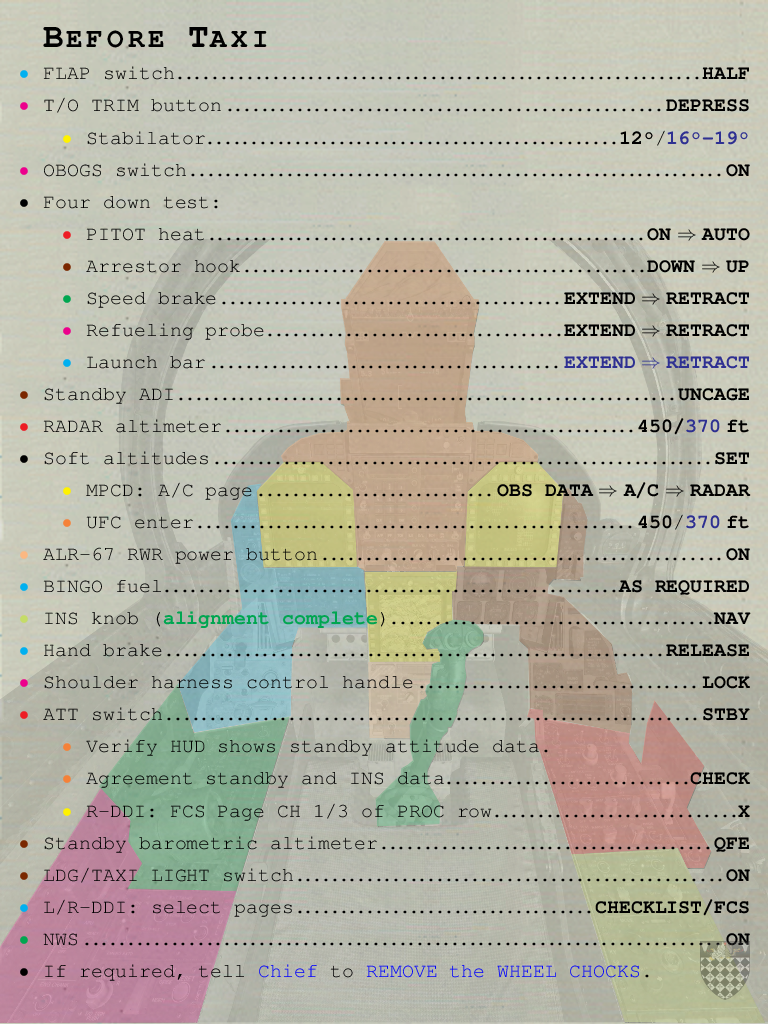 Before Taxi
• FLAP switch....................HALF
• T/O TRIM button....................DEPRESS
• Stabilator....................12°/16°-19°
• OBOGS switch....................ON
• Four down test:
• PITOT heat....................ON ⇒ AUTO
• Arrestor hook....................DOWN ⇒ UP
• Speed brake....................EXTEND ⇒ RETRACT
• Refueling probe....................EXTEND ⇒ RETRACT
• Launch bar....................EXTEND ⇒ RETRACT
• Standby ADI....................UNCAGE
• RADAR altimeter....................450/370 ft
• Soft altitudes....................SET
• MPCD: A/C page....................OBS DATA ⇒ A/C ⇒ RADAR
• UFC enter....................450/370 ft
• ALR-67 RWR power button....................ON
• BINGO fuel....................AS REQUIRED
• INS knob (alignment complete)....................NAV
• Hand brake....................RELEASE
• Shoulder harness control handle....................LOCK
• ATT switch....................STBY
• Verify HUD shows standby attitude data.
• Agreement standby and INS data....................CHECK
• R-DDI: FCS Page CH 1/3 of PROC row....................X
• Standby barometric altimeter....................QFE
• LDG/TAXI LIGHT switch....................ON
• L/R-DDI: select pages....................CHECKLIST/FCS
• NWS....................ON
• If required, tell Chief to REMOVE the WHEEL CHOCKS.